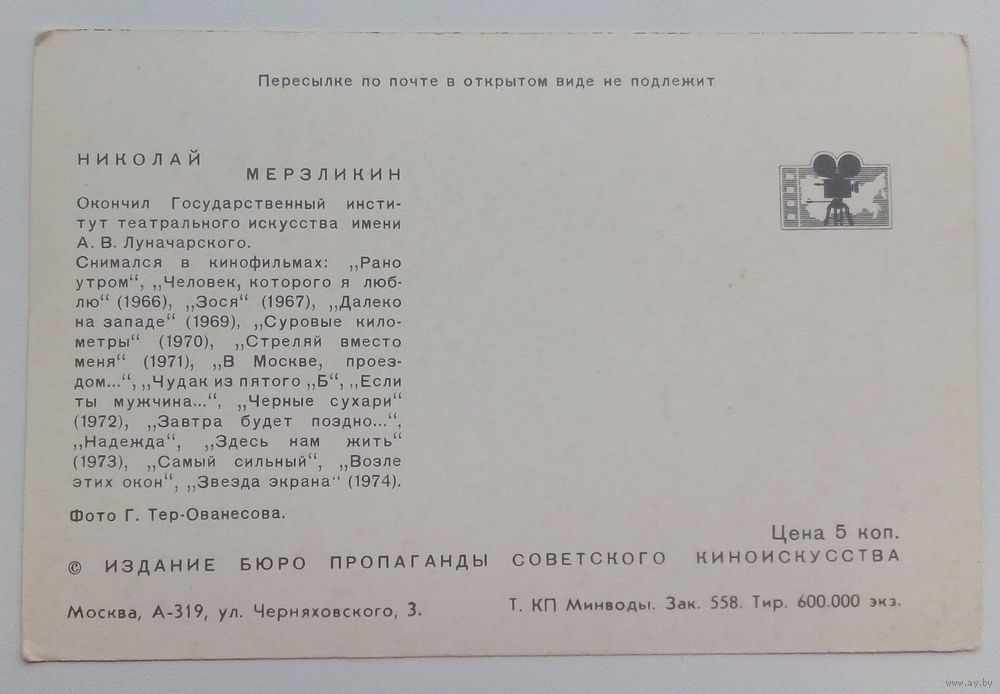 Пересылке по почте в открытом виде не подлежит
НИКОЛАЙ
МЕРЗЛИКИН
Окончил Государственный инсти-
тут театрального искусства имени
А. В. Луначарского.
Снимался в кинофильмах: „Рано
утром“, „Человек, которого я люб-
лю“ (1966), „Зося“ (1967), „Далеко
на западе“ (1969), „Суровые кило-
метры“ (1970), „Стреляй вместо
меня“ (1971), „В Москве, проез-
дом...“, „Чудак из пятого „Б“, „Если
ты мужчина...“, „Черные сухари“
(1972), „Завтра будет поздно...“,
„Надежда“, „Здесь нам жить“
(1973), „Самый сильный“, „Возле
этих окон“, „Звезда экрана“ (1974).
Фото Г. Тер-Ованесова.
Цена 5 коп.
© ИЗДАНИЕ БЮРО ПРОПАГАНДЫ СОВЕТСКОГО КИНОИСКУССТВА
Москва, А-319, ул. Черняховского, 3.
Т. КП Минводы. Зак. 558. Тир. 600.000 экз.
www.ay.by